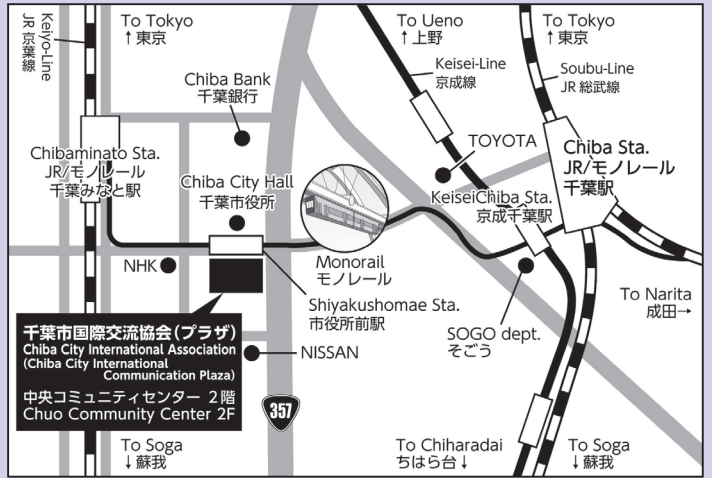 Keiyo-Line
JR 京葉線
To Tokyo
↑東京
To Ueno
↑上野
To Tokyo
↑東京
Keisei-Line
京成線
Soubu-Line
JR 総武線
Chiba Bank
千葉銀行
TOYOTA
Chiba Sta.
JR/モノレール
千葉駅
Chibaminato Sta.
JR/モノレール
千葉みなと駅
Chiba City Hall
千葉市役所
KeiseiChiba Sta.
京成千葉駅
NHK
Monorail
モノレール
To Narita
成田→
Shiyakushomae Sta.
市役所前駅
SOGO dept.
そごう
千葉市国際交流協会(プラザ)
Chiba City International Association
(Chiba City International
Communication Plaza)
中央コミュニティセンター 2階
Chuo Community Center 2F
NISSAN
357
To Soga
↓蘇我
To Chiharadai
ちはら台↓
To Soga
↓蘇我